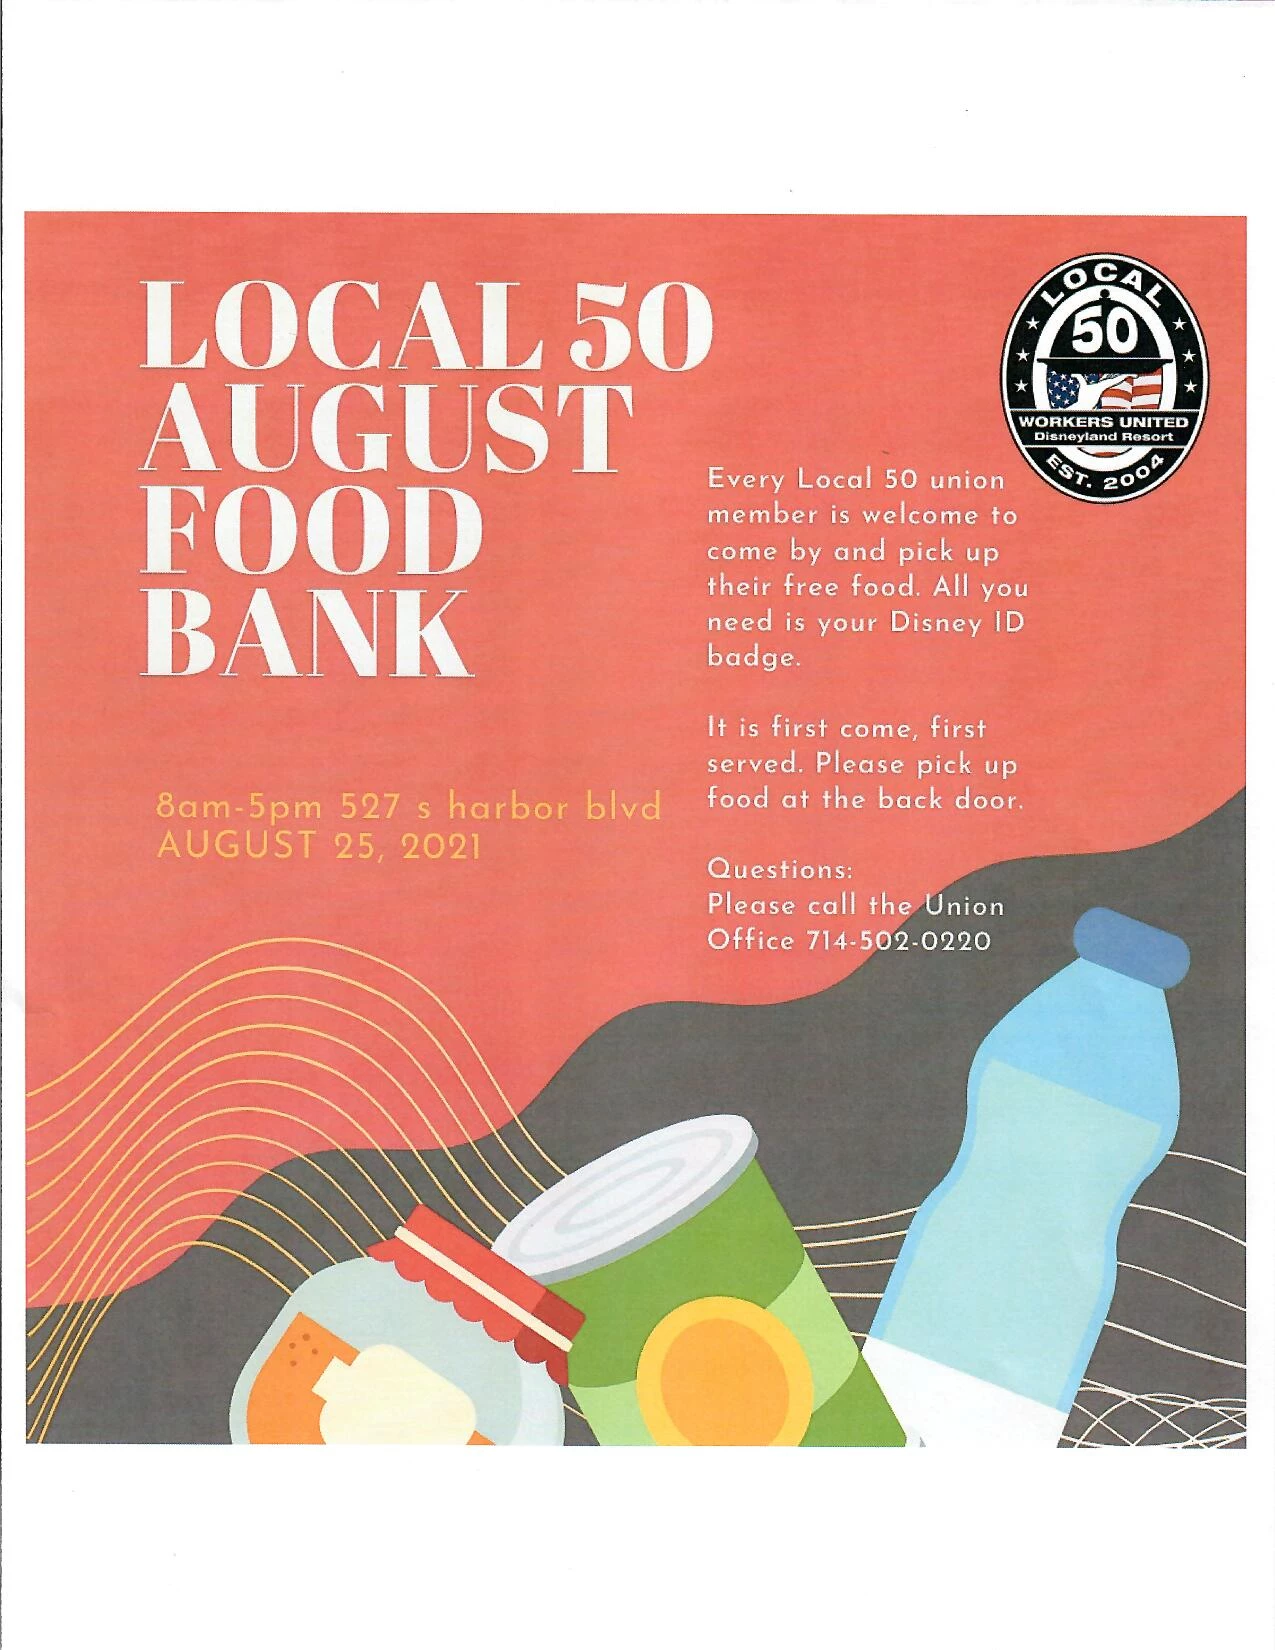 LOCAL 50
AUGUST
FOOD
BANK
8am-5pm 527 s harbor blvd
AUGUST 25, 2021
LOCAL
50
WORKERS UNITED
Disneyland Resort
EST. 2004
Every Local 50 union
member is welcome to
come by and pick up
their free food. All you
need is your Disney ID
badge.
It is first come, first
served. Please pick up
food at the back door.
Questions:
Please call the Union
Office 714-502-0220